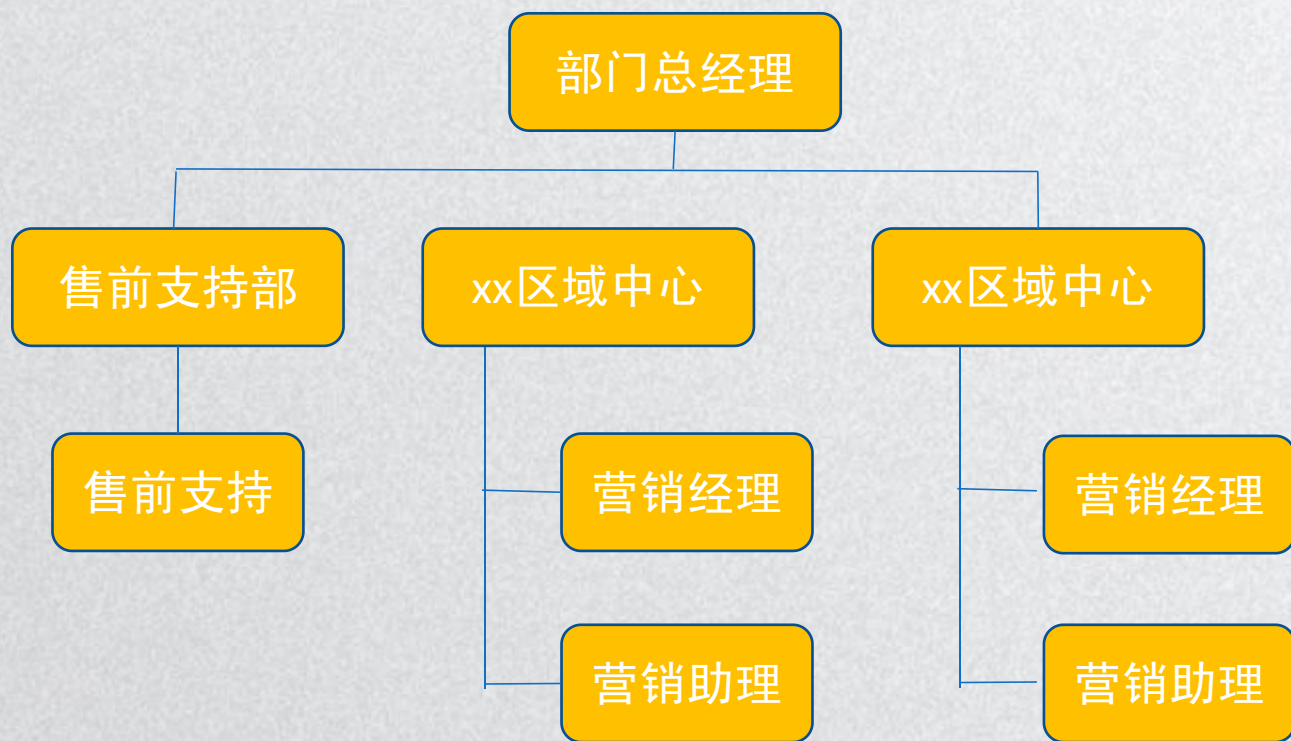 部门总经理
售前支持部
xx区域中心
xx区域中心
售前支持
营销经理
营销经理
营销助理
营销助理